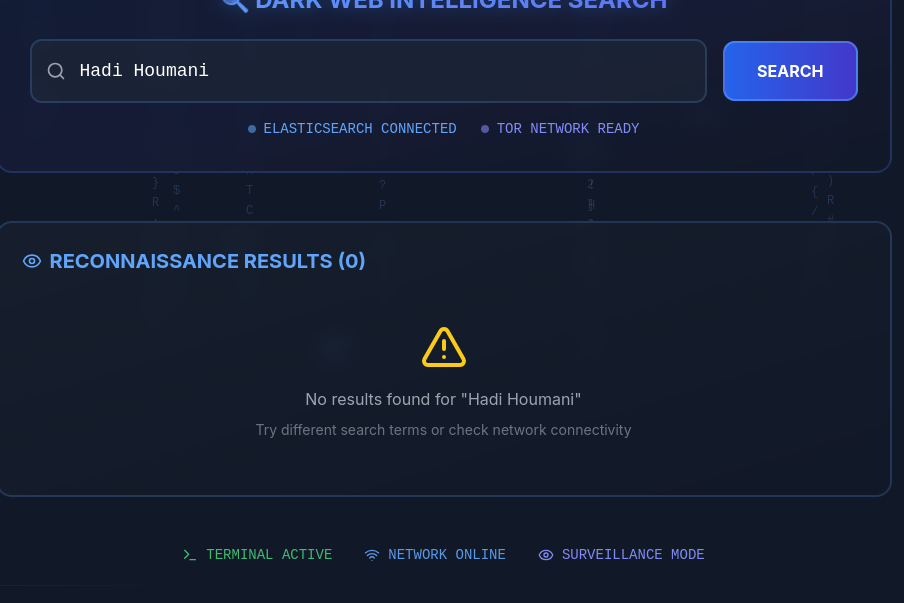 DARK WEB INTELLIGENCE SEARCH
Hadi Houmani
SEARCH
ELASTICSEARCH CONNECTED
TOR NETWORK READY
}
R
$
^
T
C
?
P
{
/
)
R
RECONNAISSANCE RESULTS (0)
No results found for "Hadi Houmani"
Try different search terms or check network connectivity
TERMINAL ACTIVE
NETWORK ONLINE
SURVEILLANCE MODE